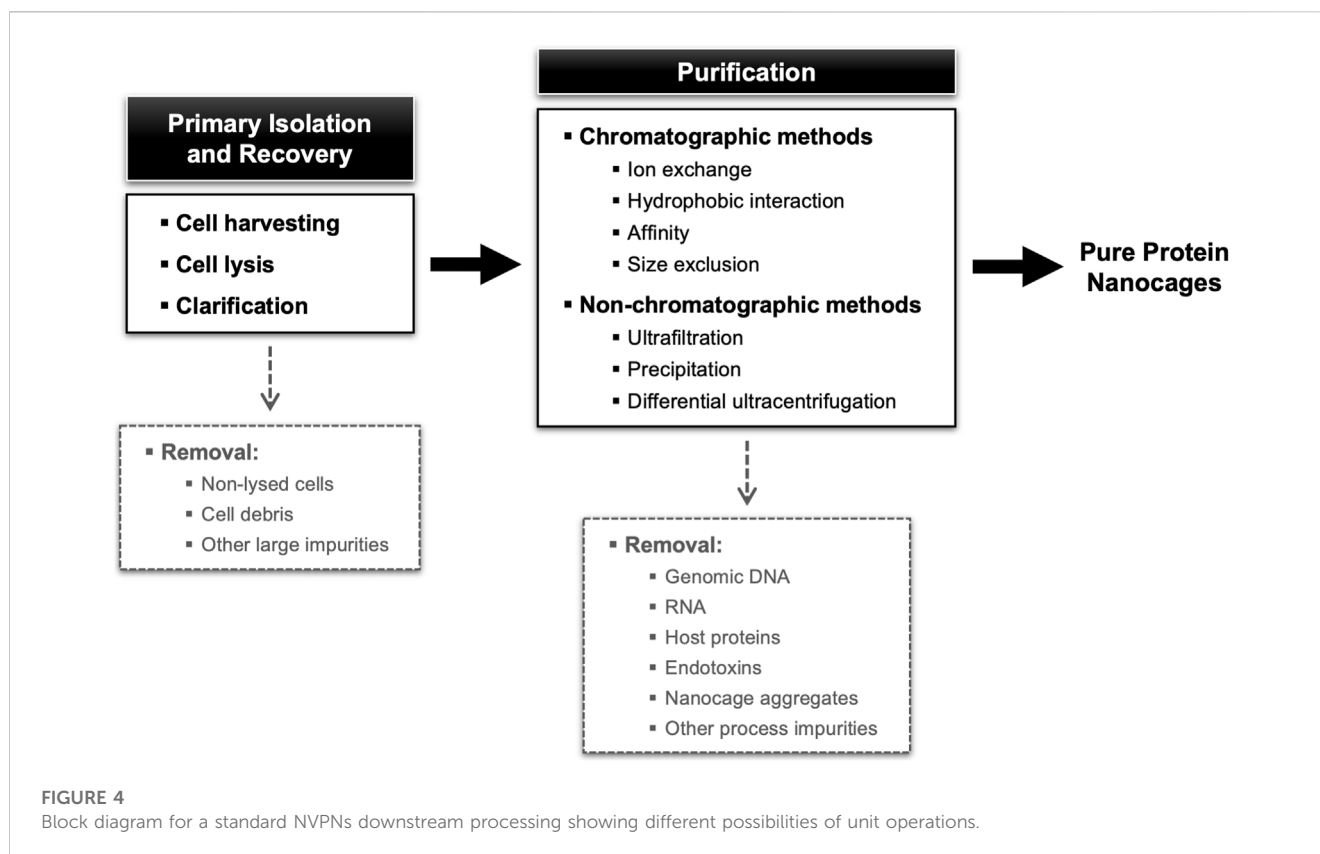 Primary Isolation
and Recovery
▪ Cell harvesting
▪ Cell lysis
▪ Clarification
▪ Removal:
▪ Non-lysed cells
▪ Cell debris
▪ Other large impurities
Purification
▪ Chromatographic methods
▪ Ion exchange
▪ Hydrophobic interaction
▪ Affinity
▪ Size exclusion
▪ Non-chromatographic methods
▪ Ultrafiltration
▪ Precipitation
▪ Differential ultracentrifugation
▪ Removal:
▪ Genomic DNA
▪ RNA
▪ Host proteins
▪ Endotoxins
▪ Nanocage aggregates
▪ Other process impurities
Pure Protein
Nanocages
FIGURE 4
Block diagram for a standard NVPNs downstream processing showing different possibilities of unit operations.